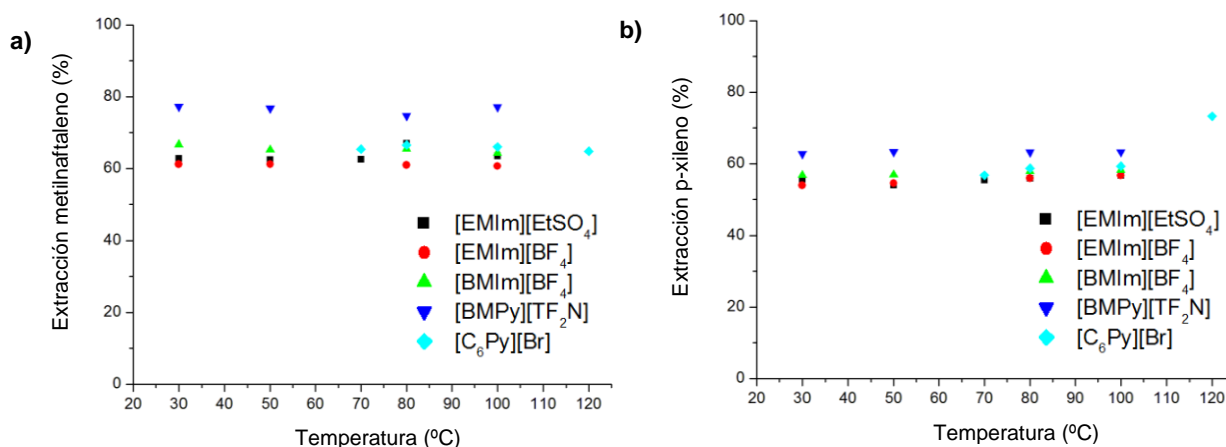 a)
Extracción metilnaftaleno (%)
100
80
60
40
20
0
[EMIm][EtSO4]
[EMIm][BF4]
[BMIm][BF4]
[BMPy][TF2N]
[C6Py][Br]
20 30 40 50 60 70 80 90 100 110 120
Temperatura (ºC)
b)
Extracción p-xileno (%)
100
80
60
40
20
0
[EMIm][EtSO4]
[EMIm][BF4]
[BMIm][BF4]
[BMPy][TF2N]
[C6Py][Br]
20 30 40 50 60 70 80 90 100 110 120
Temperatura (ºC)